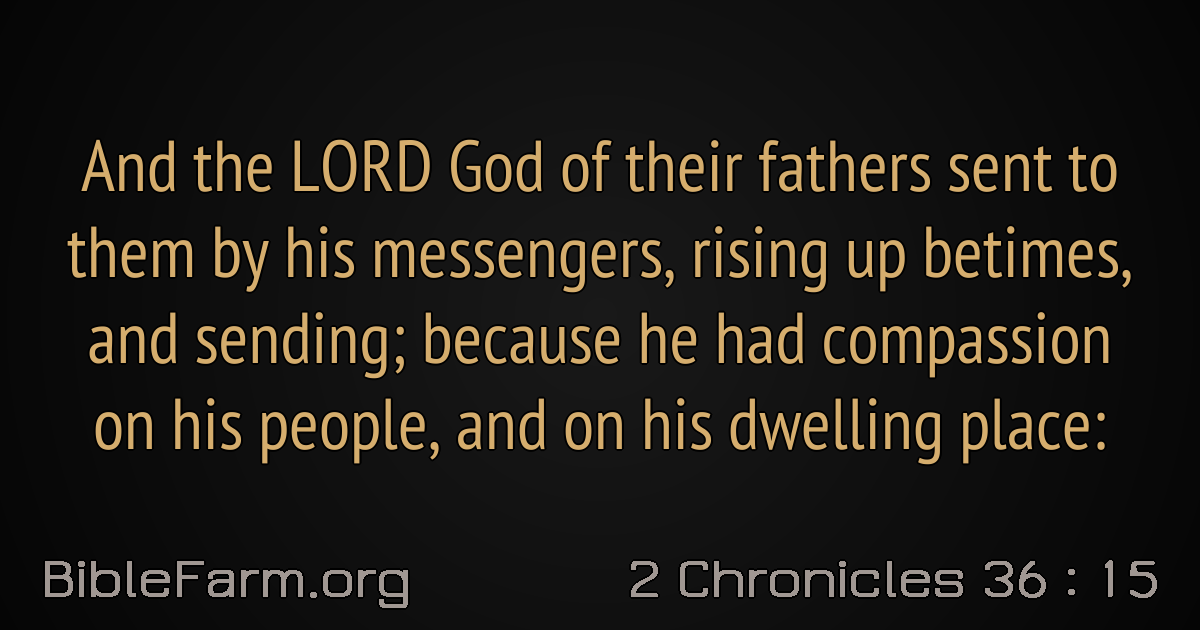 And the LORD God of their fathers sent to
them by his messengers, rising up betimes,
and sending; because he had compassion
on his people, and on his dwelling place:
BibleFarm.org
2 Chronicles 36 : 15